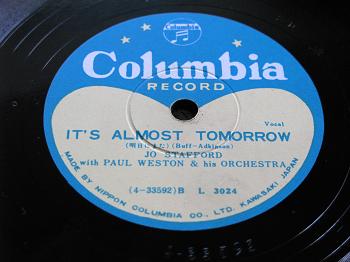 Columbia
RECORD
Vocal
IT'S ALMOST TOMORROW
(Buff-Adkinson)
JO STAFFORD
with PAUL WESTON & his ORCHESTRA
(4-33592)B L 3024
MADE BY NIPPON COLUMBIA CO., LTD. KAWASAKI JAPAN